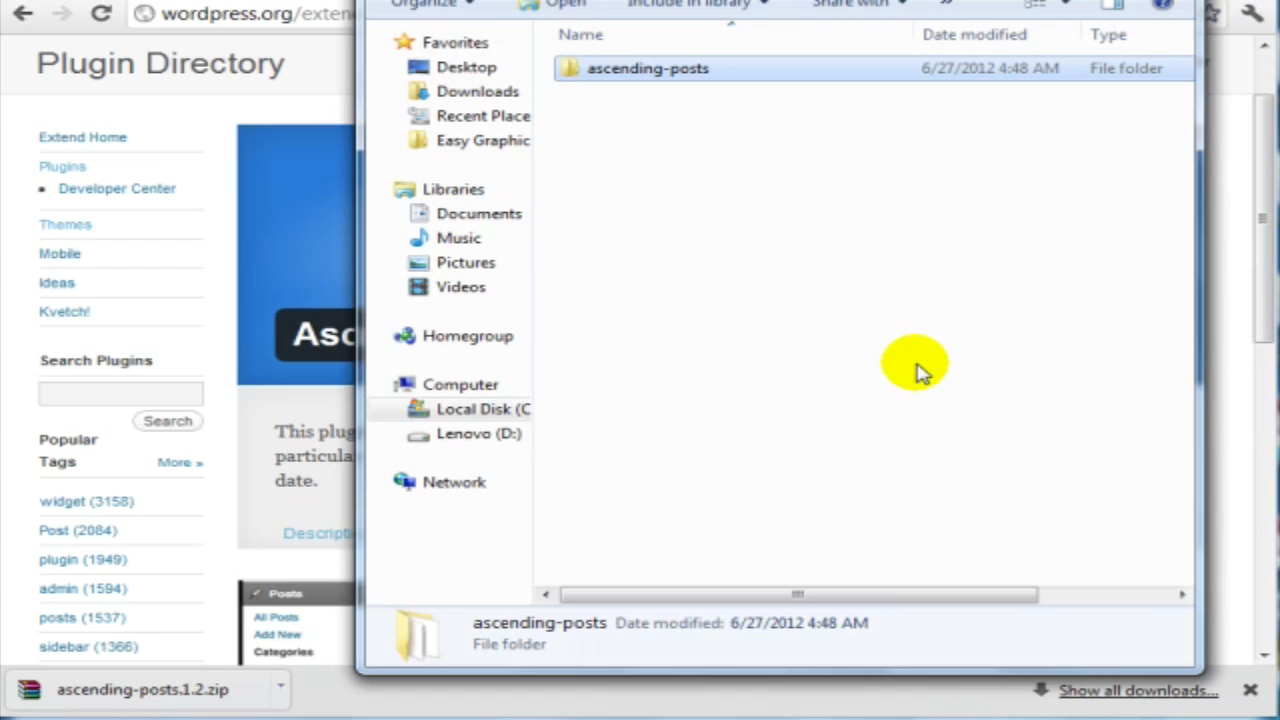 wordpress.org/exten
Organize
Open
Include in library
Share with
»
Plugin Directory
Extend Home
Plugins
Developer Center
Themes
Mobile
Ideas
Kvetch!
Search Plugins
Search
Popular
Tags
More »
widget (3158)
Post (2084)
plugin (1949)
admin (1594)
posts (1537)
sidebar (1366)
Asc
This plug
particula
date.
Descripti
Posts
All Posts
Add New
Categories
Favorites
Desktop
Downloads
Recent Place
Easy Graphic
Libraries
Documents
Music
Pictures
Videos
Homegroup
Computer
Local Disk (C
Lenovo (D:)
Network
Name Date modified Type
ascending-posts 6/27/2012 4:48 AM File folder
ascending-posts Date modified: 6/27/2012 4:48 AM
File folder
ascending-posts.1.2.zip
Show all downloads...